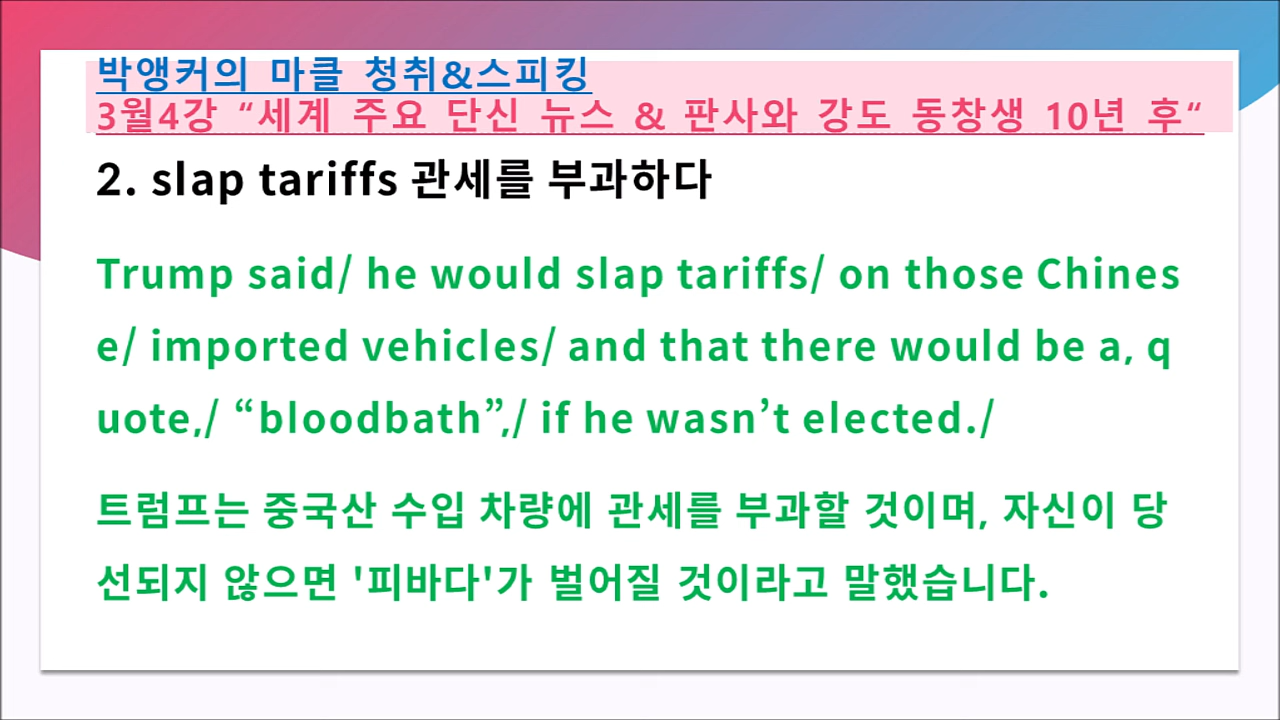 박앵커의 마클 청취&스피킹
3월4강 “세계 주요 단신 뉴스 & 판사와 강도 동창생 10년 후“
2. slap tariffs 관세를 부과하다
Trump said/ he would slap tariffs/ on those Chines
e/ imported vehicles/ and that there would be a, q
uote,/ “bloodbath”,/ if he wasn’t elected./
트럼프는 중국산 수입 차량에 관세를 부과할 것이며, 자신이 당
선되지 않으면 '피바다'가 벌어질 것이라고 말했습니다.